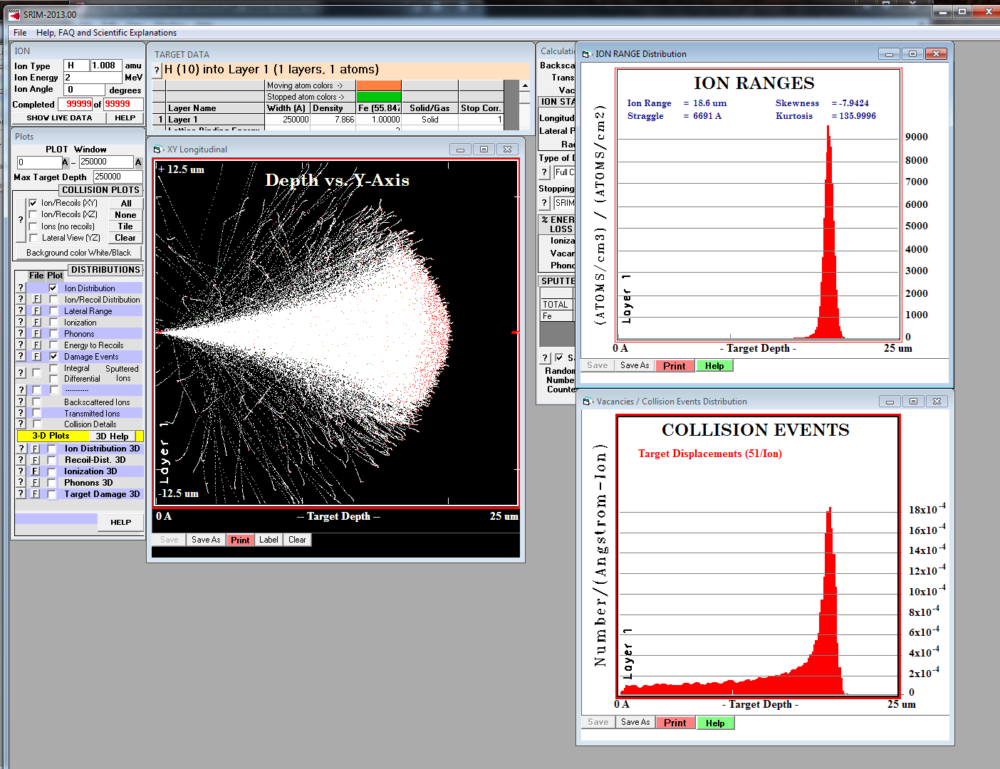 SRIM-2013.00
File Help, FAQ and Scientific Explanations
ION
Ion Type H 1.008 amu
Ion Energy 2 MeV
Ion Angle 0 degrees
Completed 99999 of 99999
SHOW LIVE DATA HELP
Plots
PLOT Window
0 A - 250000 A
Max Target Depth 250000
COLLISION PLOTS
Ion/Recoils (XY) All
Ion/Recoils (XZ) None
? Ions (no recoils) Tile
Lateral View (YZ) Clear
Background color White/Black
DISTRIBUTIONS
File Plot
? Ion Distribution
? F Ion/Recoil Distribution
? F Lateral Range
? F Ionization
? F Phonons
? F Energy to Recoils
? F Damage Events
? Integral Sputtered
Differential Ions
? -----------
? Backscattered Ions
? Transmitted Ions
? Collision Details
3-D Plots 3D Help
? F Ion Distribution 3D
? F Recoil-Dist. 3D
? F Ionization 3D
? F Phonons 3D
? F Target Damage 3D
HELP
TARGET DATA
? H (10) into Layer 1 (1 layers, 1 atoms)
Moving atom colors ->
Stopped atom colors ->
Layer Name Width (A) Density Fe (55.847 Solid/Gas Stop Corr.
1 Layer 1 250000 7.866 1.00000 Solid 1
XY Longitudinal
+ 12.5 um
Depth vs. Y-Axis
Layer 1
-12.5 um
0 A -- Target Depth -- 25 um
Save Save As Print Label Clear
Calculatio
Backsca
Trans
Vac
ION STA
Longitud
Lateral P
Ra
Type of D
? Full C
Stopping
? SRIM
% ENER
LOSS
Ioniza
Vacar
Phono
SPUTTE
TOTAL
Fe
? S
Random
Numbe
Counte
ION RANGE Distribution
ION RANGES
Ion Range = 18.6 um Skewness = -7.9424
Straggle = 6691 A Kurtosis = 135.9996
(ATOMS/cm3) / (ATOMS/cm2)
Layer 1
9000
8000
7000
6000
5000
4000
3000
2000
1000
0
0 A - Target Depth - 25 um
Save Save As Print Help
Vacancies / Collision Events Distribution
COLLISION EVENTS
Target Displacements (51/Ion)
Number/(Angstrom-Ion)
Layer 1
18x10-4
16x10-4
14x10-4
12x10-4
10x10-4
8x10-4
6x10-4
4x10-4
2x10-4
0
0 A - Target Depth - 25 um
Save Save As Print Help